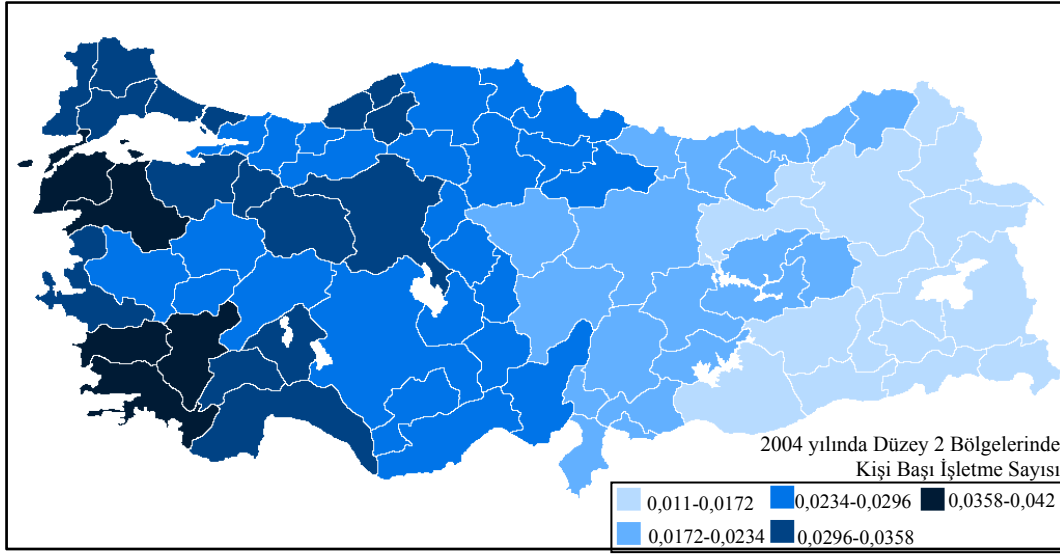 2004 yılında Düzey 2 Bölgelerinde
Kişi Başı İşletme Sayısı
0,011-0,0172
0,0234-0,0296
0,0358-0,042
0,0172-0,0234
0,0296-0,0358